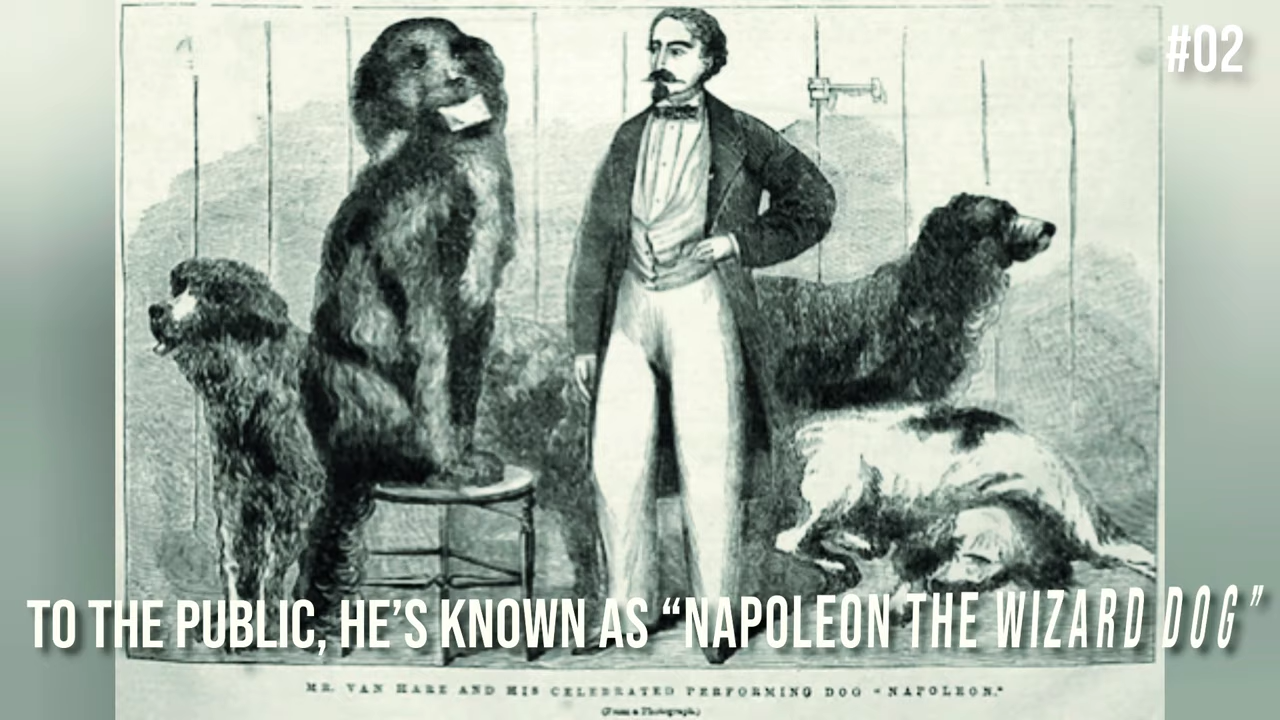 #02
TO THE PUBLIC, HE’S KNOWN AS “NAPOLEON THE WIZARD DOG”
MR. VAN HARE AND HIS CELEBRATED PERFORMING DOG “NAPOLEON.”
(From a Photograph.)